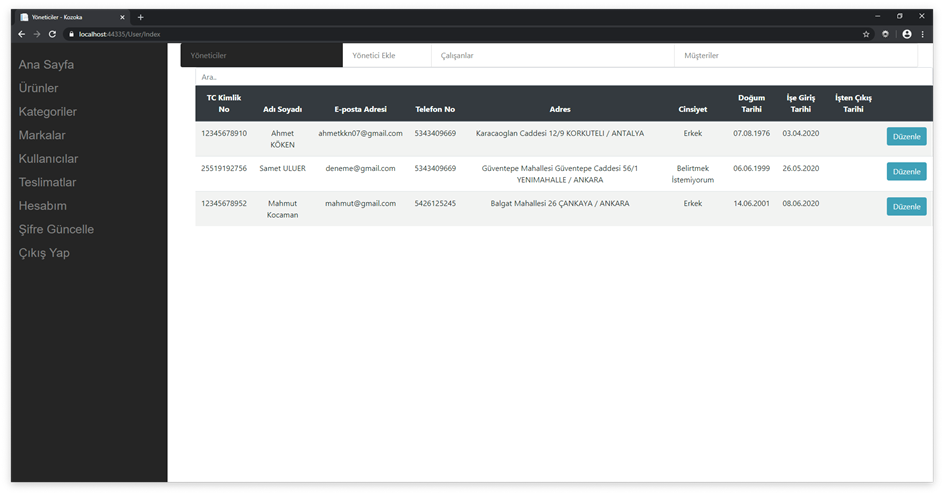 Yöneticiler - Kozoka
localhost:44335/User/Index
Ana Sayfa
Ürünler
Kategoriler
Markalar
Kullanıcılar
Teslimatlar
Hesabım
Şifre Güncelle
Çıkış Yap
Yöneticiler Yönetici Ekle Çalışanlar Müşteriler
Ara..
TC Kimlik No Adı Soyadı E-posta Adresi Telefon No Adres Cinsiyet Doğum Tarihi İşe Giriş Tarihi İşten Çıkış Tarihi
12345678910 Ahmet KÖKEN ahmetkkn07@gmail.com 5343409669 Karacaoglan Caddesi 12/9 KORKUTELI / ANTALYA Erkek 07.08.1976 03.04.2020 Düzenle
25519192756 Samet ULUER deneme@gmail.com 5343409669 Güventepe Mahallesi Güventepe Caddesi 56/1 YENIMAHALLE / ANKARA Belirtmek İstemiyorum 06.06.1999 26.05.2020 Düzenle
12345678952 Mahmut Kocaman mahmut@gmail.com 5426125245 Balgat Mahallesi 26 ÇANKAYA / ANKARA Erkek 14.06.2001 08.06.2020 Düzenle